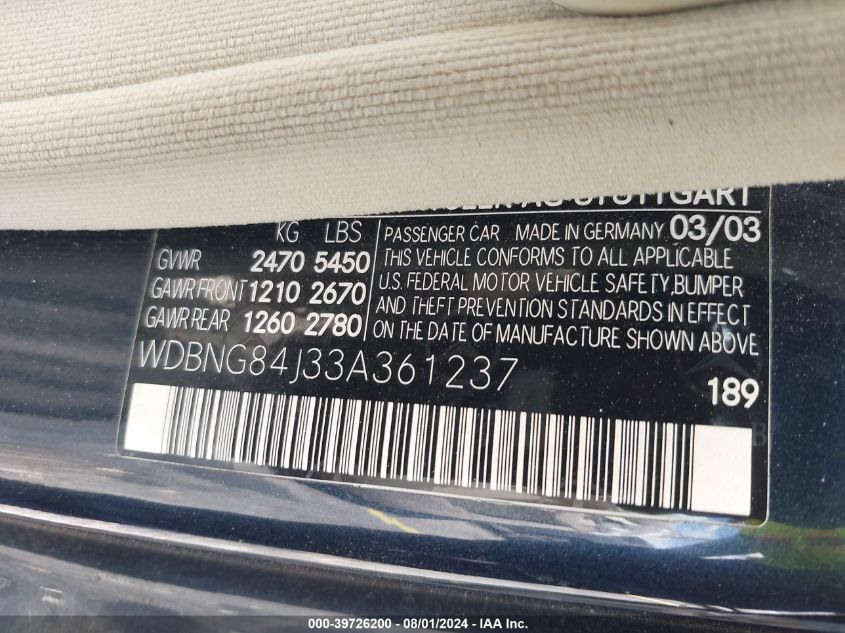 AG STUTTGART
KG LBS
GVWR 2470 5450
GAWR FRONT 1210 2670
GAWR REAR 1260 2780
PASSENGER CAR MADE IN GERMANY 03/03
THIS VEHICLE CONFORMS TO ALL APPLICABLE
U.S. FEDERAL MOTOR VEHICLE SAFETY, BUMPER
AND THEFT PREVENTION STANDARDS IN EFFECT
ON THE DATE OF MANUFACTURE SHOWN ABOVE
WDBNG84J33A361237
189
B
000-39726200 - 08/01/2024 - IAA Inc.